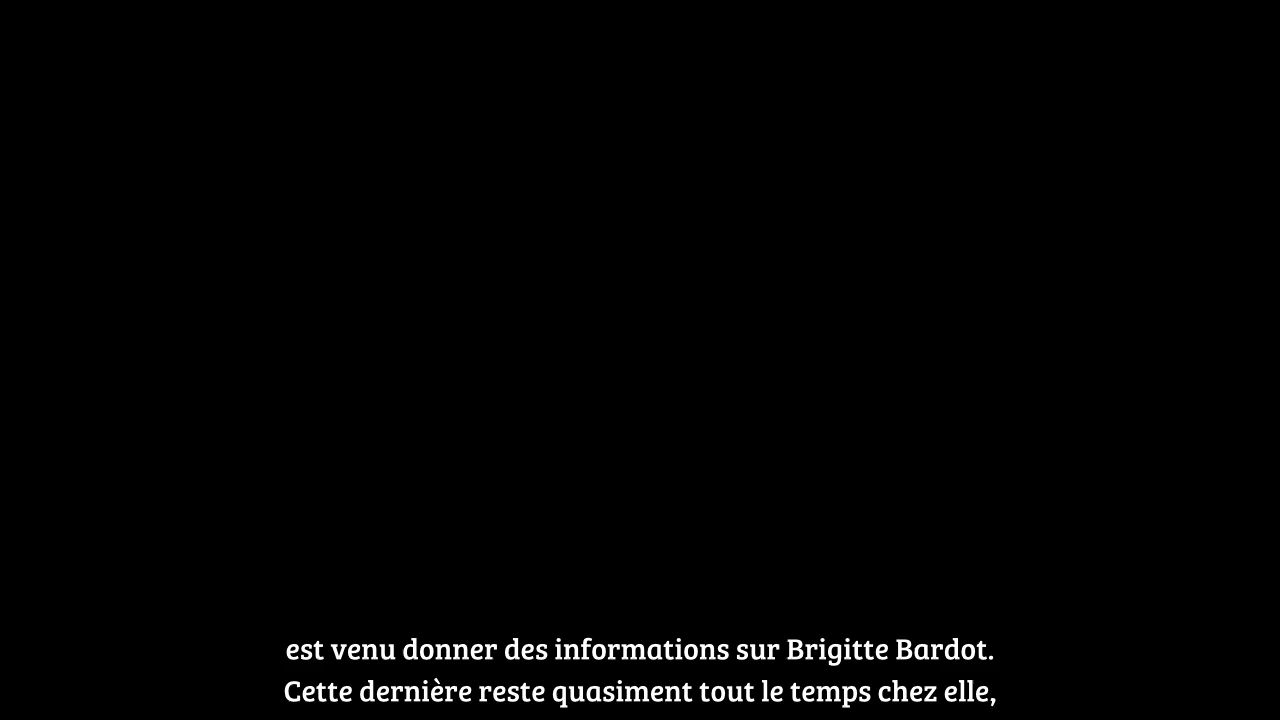 est venu donner des informations sur Brigitte Bardot.
Cette dernière reste quasiment tout le temps chez elle,